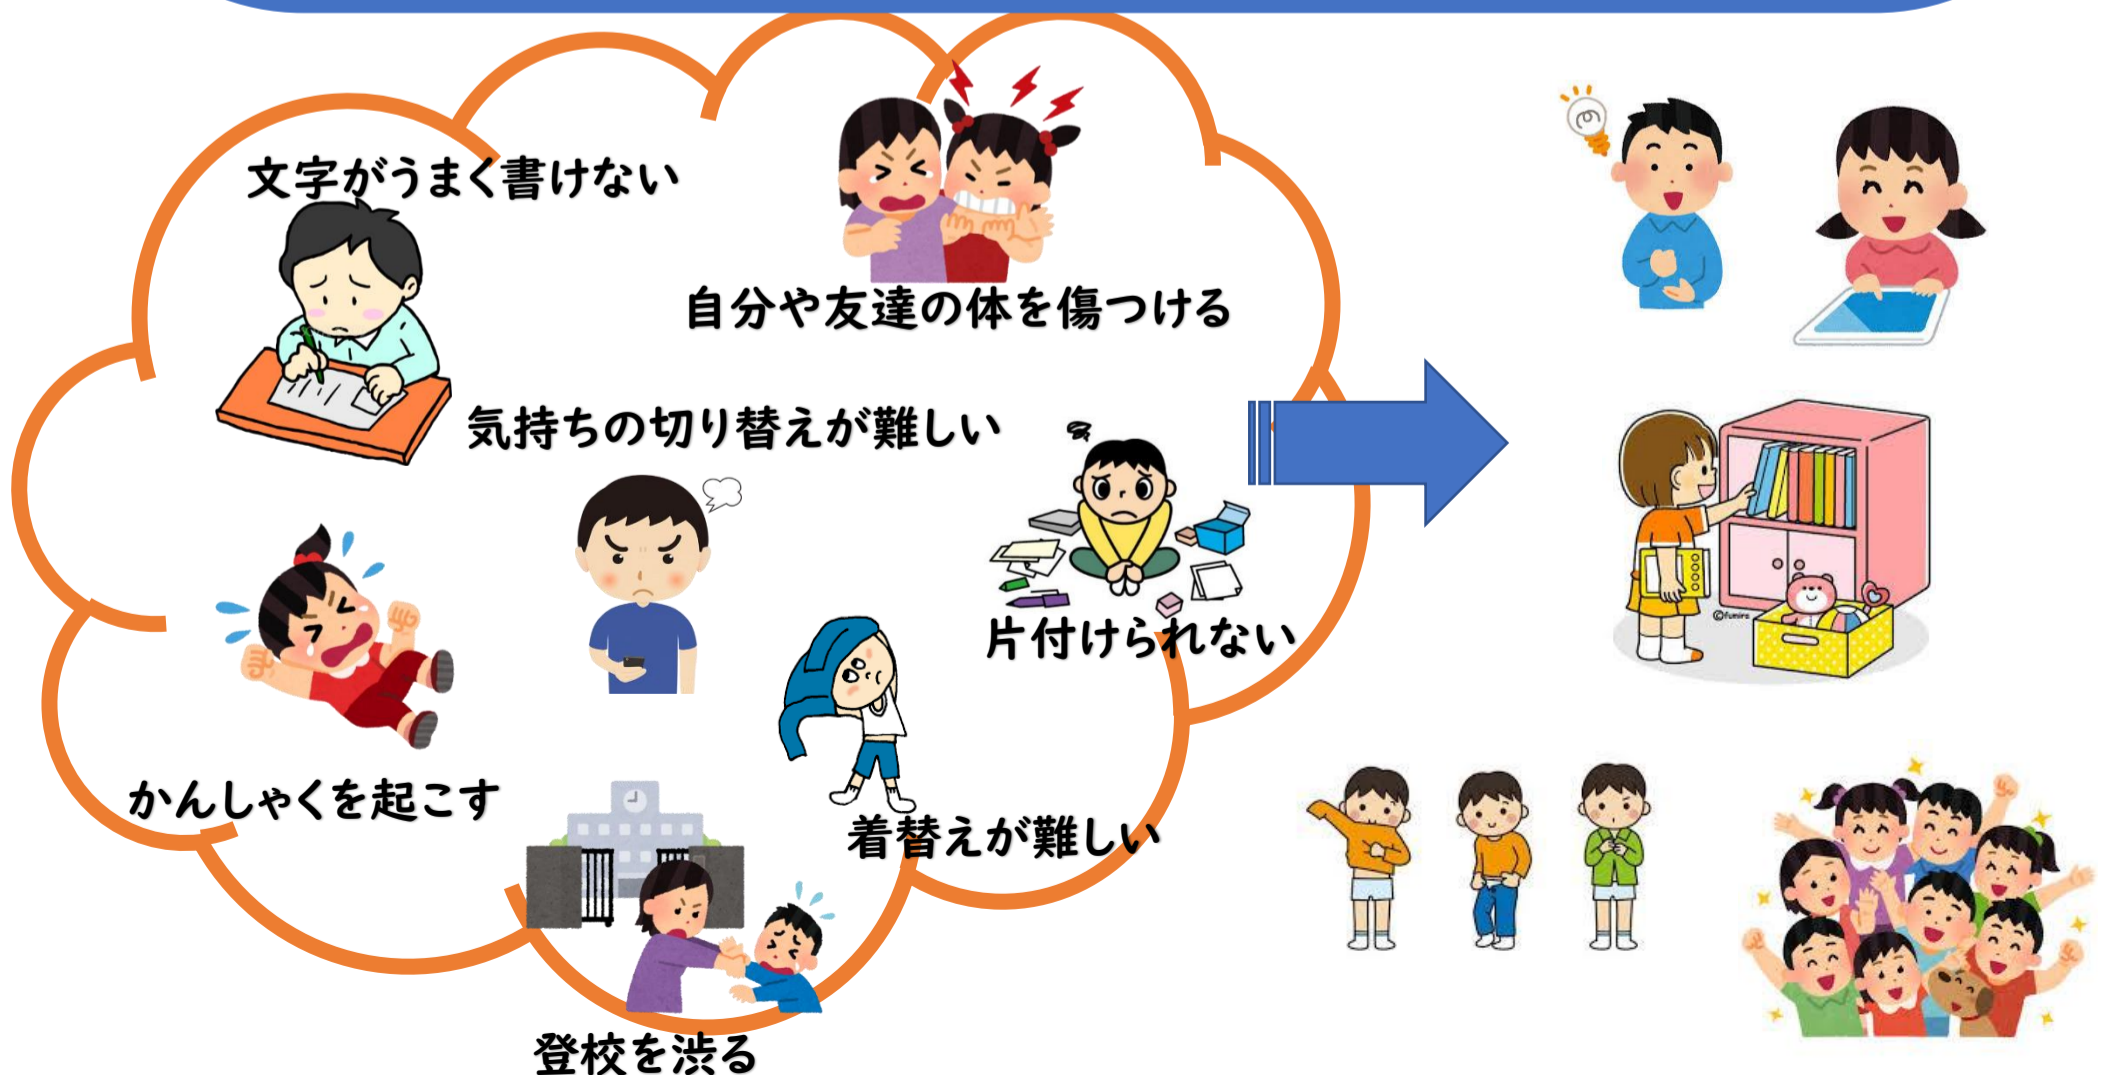 文字がうまく書けない
自分や友達の体を傷つける
気持ちの切り替えが難しい
片付けられない
かんしゃくを起こす
着替えが難しい
登校を渋る
©fumira